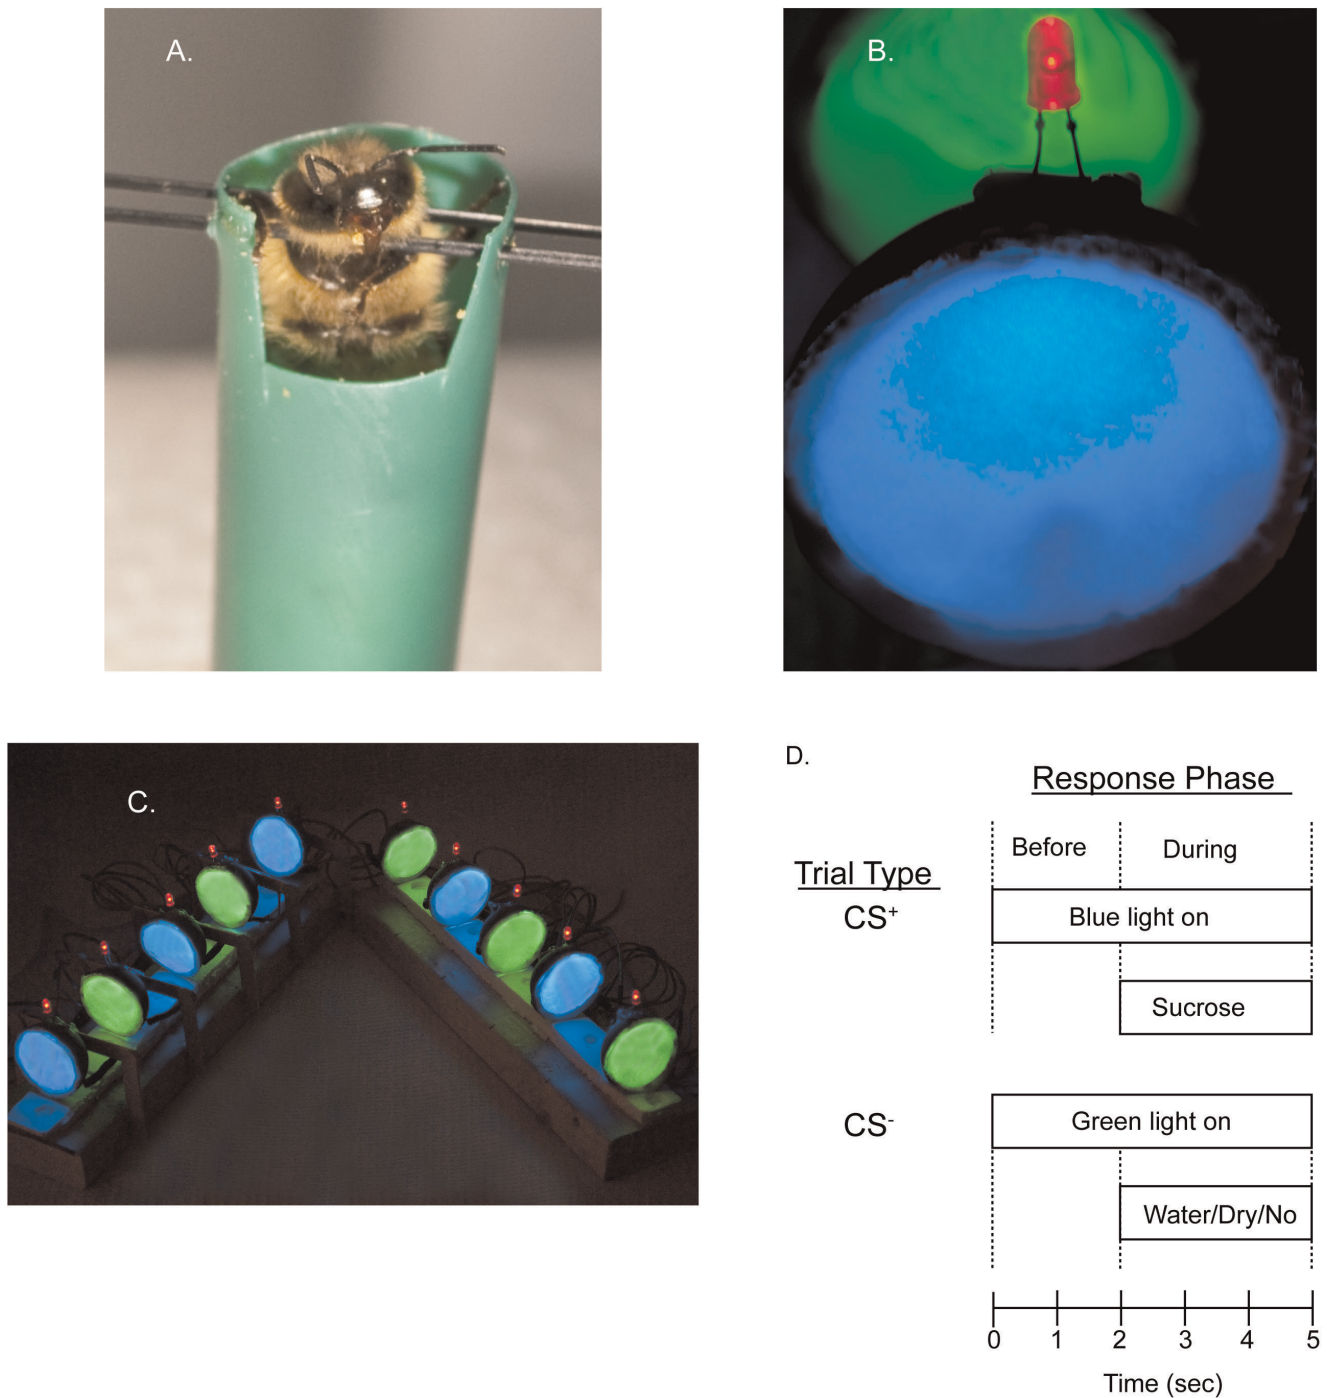 A.
B.
C.
D.
Response Phase
Before During
Trial Type
CS⁺
Blue light on
Sucrose
CS⁻
Green light on
Water/Dry/No
0 1 2 3 4 5
Time (sec)